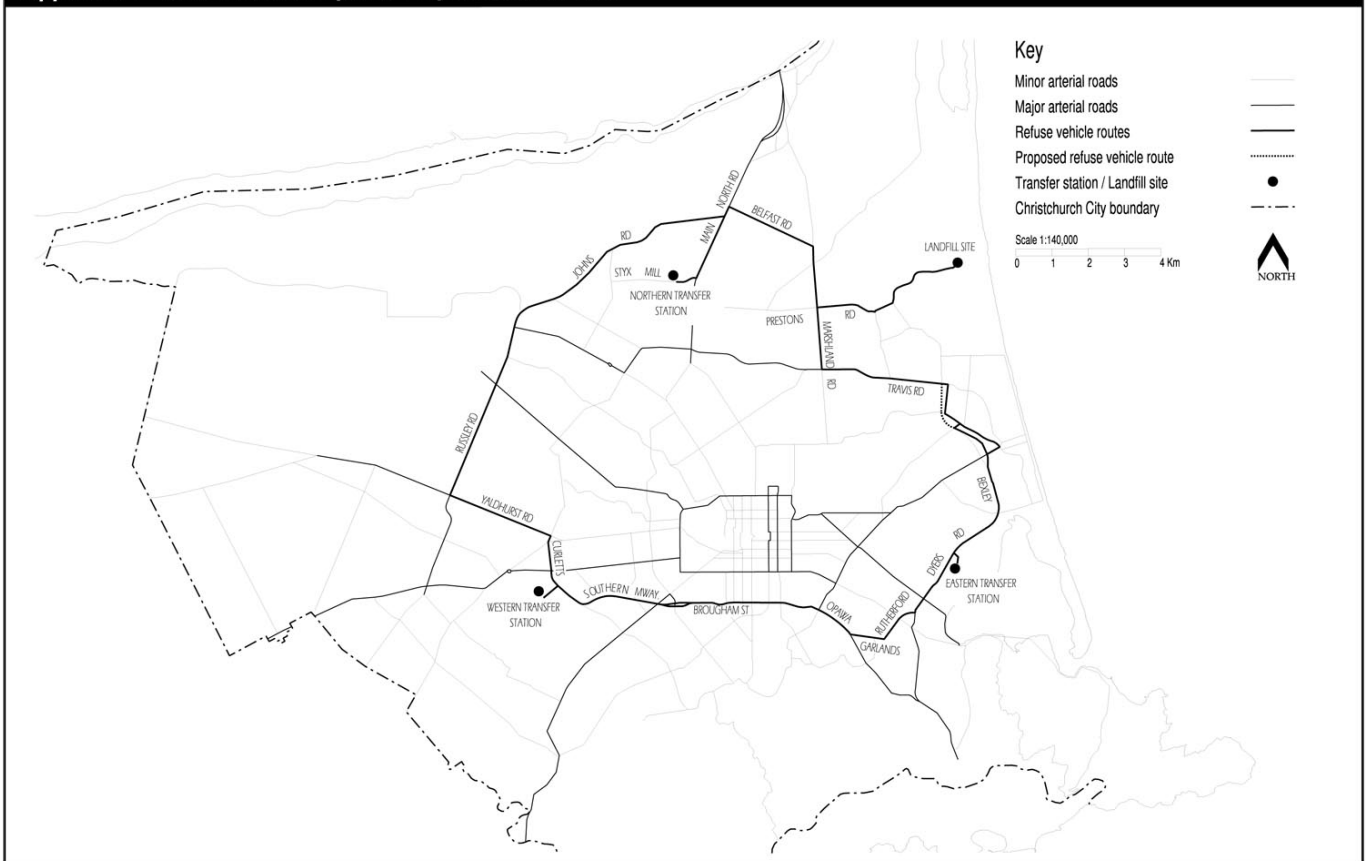 Key
Minor arterial roads
Major arterial roads
Refuse vehicle routes
Proposed refuse vehicle route
Transfer station / Landfill site
Christchurch City boundary
Scale 1:140,000
0 1 2 3 4 Km
NORTH
MAIN NORTH RD
BELFAST RD
JOHNS RD
STYX MILL
NORTHERN TRANSFER
STATION
LANDFILL SITE
PRESTONS RD
MARSHLAND RD
TRAVIS RD
RUSSLEY RD
YALDHURST RD
CURLETTS
BEXLEY
DYERS RD
EASTERN TRANSFER
STATION
WESTERN TRANSFER
STATION
SOUTHERN MWAY
BROUGHAM ST
OPAWA
RUTHERFORD
GARLANDS